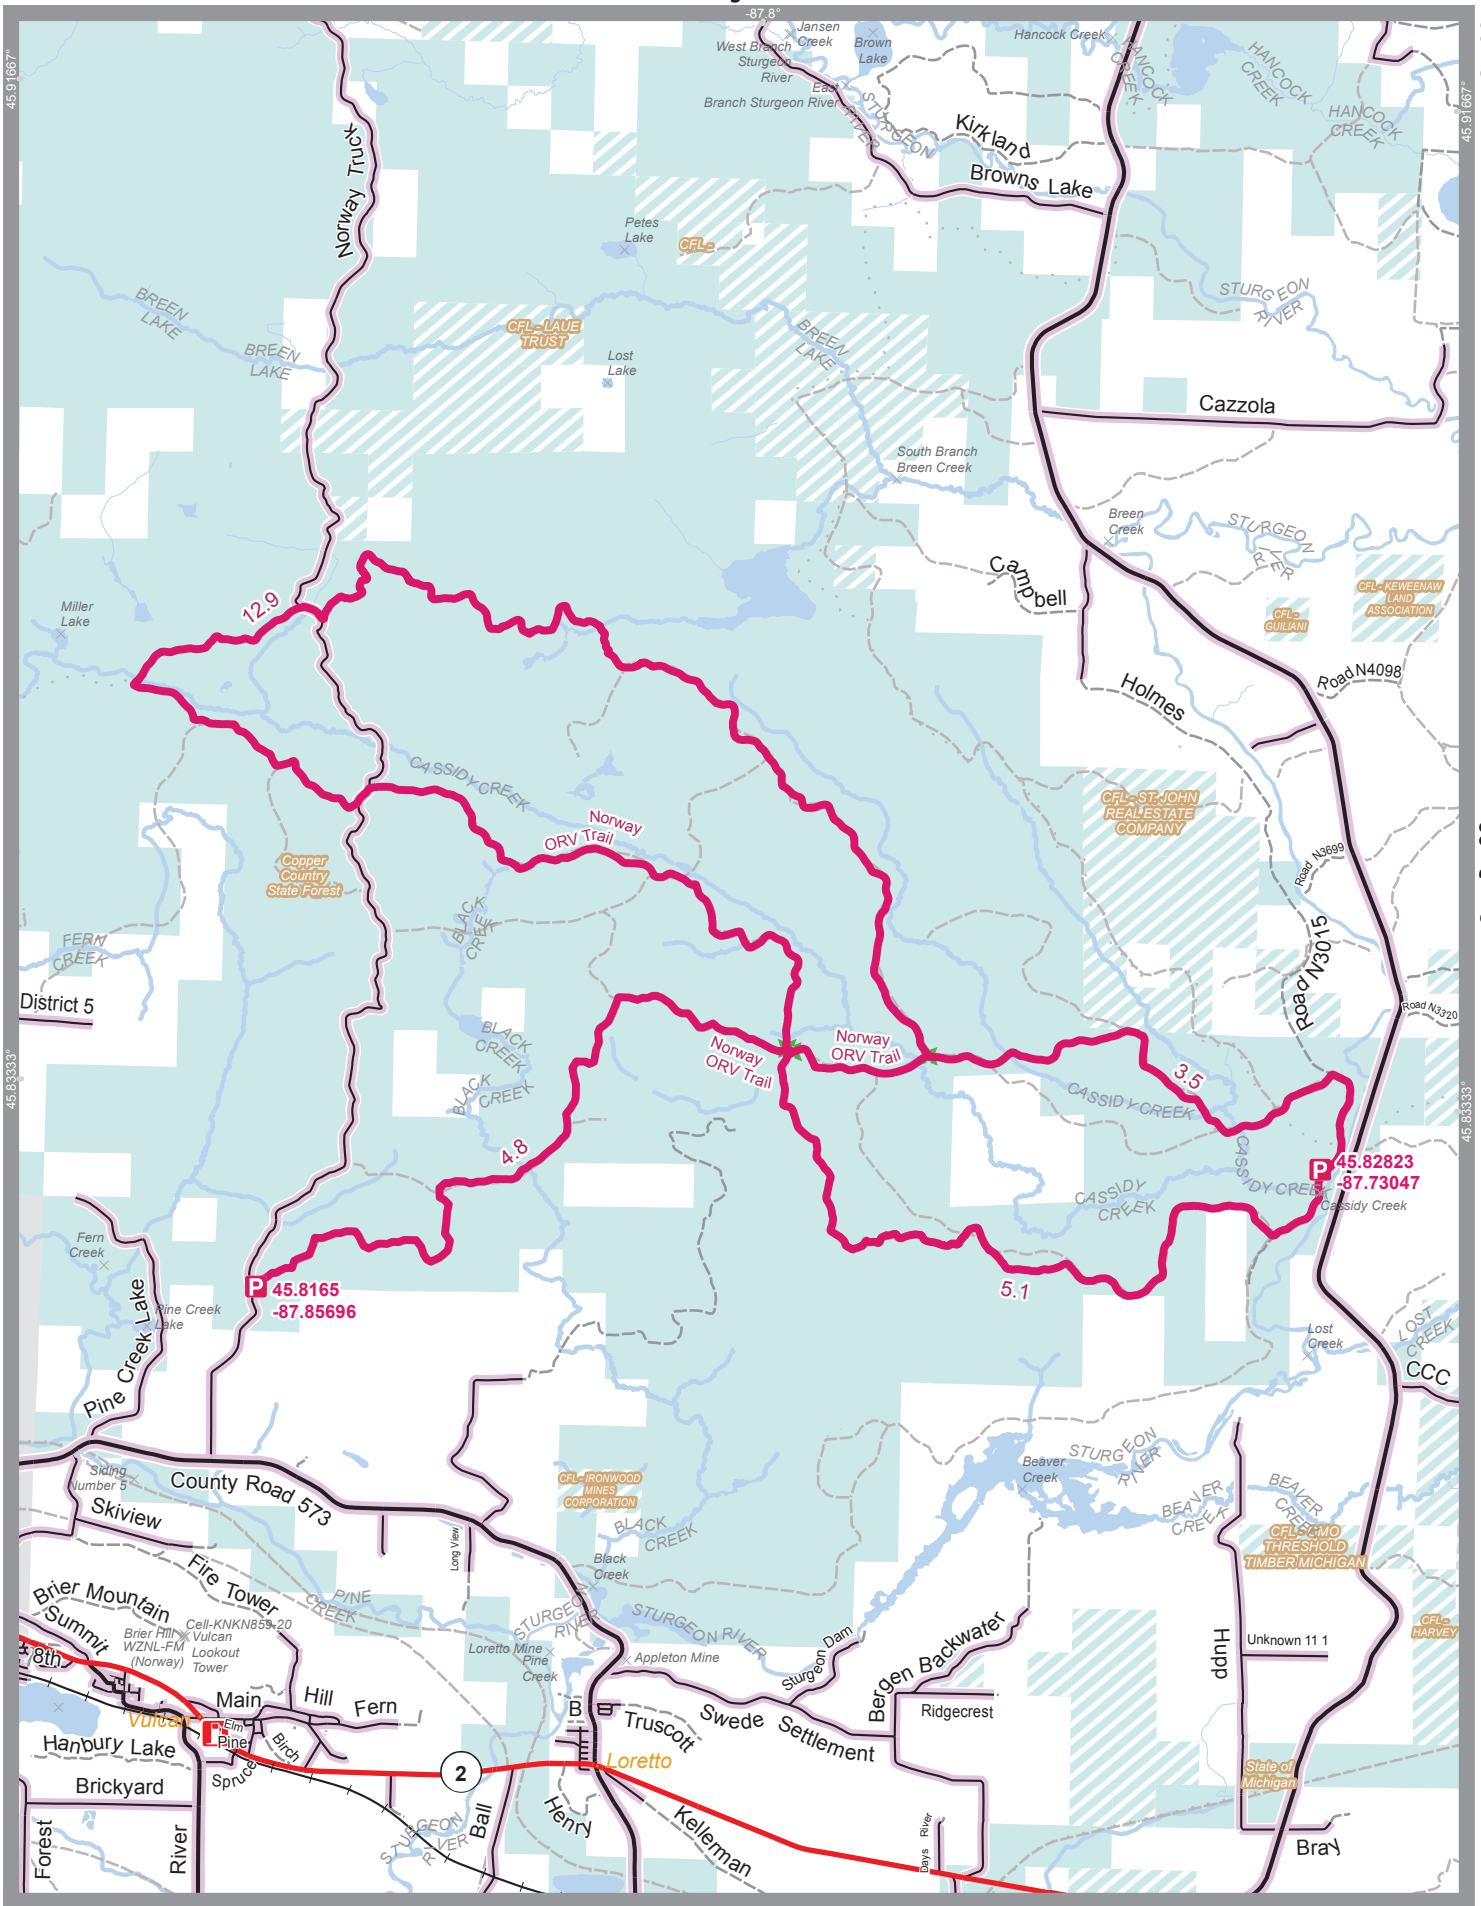 -87.8°
45.91667°
45.91667°
Jansen
Creek
Brown
Lake
Hancock Creek
West Branch
Sturgeon
River
East
Branch Sturgeon River
STURGEON
RIVER
HANCOCK
CREEK
HANCOCK
CREEK
HANCOCK
CREEK
Kirkland
Browns Lake
Norway Truck
Petes
Lake
CFL -
STURGEON
RIVER
BREEN
LAKE
BREEN
LAKE
CFL - LAUE
TRUST
BREEN
LAKE
Lost
Lake
Cazzola
South Branch
Breen Creek
Breen
Creek
STURGEON
RIVER
Campbell
CFL - KEWEENAW
LAND
ASSOCIATION
CFL -
GUILIANI
12.9
Miller
Lake
Road N4098
Holmes
CASSIDY CREEK
CFL - ST. JOHN
REAL ESTATE
COMPANY
Norway
ORV Trail
Road N3699
Copper
Country
State Forest
BLACK
CREEK
Road N3015
FERN
CREEK
District 5
Road N3320
BLACK
CREEK
Norway
ORV Trail
Norway
ORV Trail
45.83333°
45.83333°
BLACK
CREEK
3.5
CASSIDY CREEK
4.8
CASSIDY CREEK
P
45.82823
-87.73047
CASSIDY
CREEK
Cassidy Creek
Fern
Creek
P
45.8165
-87.85696
5.1
Pine Creek
Lake
Pine Creek Lake
Lost
Creek
LOST
CREEK
CCC
STURGEON
RIVER
Beaver
Creek
Siding
Number 5
County Road 573
CFL - IRONWOOD
MINES
CORPORATION
BEAVER
CREEK
BEAVER
CREEK
Skiview
Long View
BLACK
CREEK
CFL - GMO
THRESHOLD
TIMBER MICHIGAN
Fire Tower
Black
Creek
Brier Mountain
PINE
CREEK
STURGEON
RIVER
STURGEON RIVER
CFL -
HARVEY
Summit
Cell-KNKN859-20
Brier Hill
WZNL-FM
(Norway)
Vulcan
Lookout
Tower
Loretto Mine
Pine
Creek
Appleton Mine
Sturgeon Dam
Bergen Backwater
Hupp
Unknown 11 1
8th
Main
Hill
Fern
B
Truscott
Swede Settlement
Ridgecrest
Vulcan
Elm
Pine
Birch
Hanbury Lake
Spruce
2
Loretto
State of
Michigan
Brickyard
Henry
Kellerman
Ball
STURGEON
RIVER
Days River
Forest
River
Bray